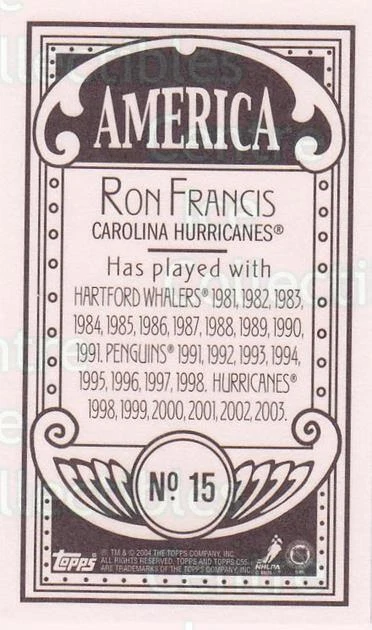 AMERICA
RON FRANCIS
CAROLINA HURRICANES®
Has played with
HARTFORD WHALERS® 1981, 1982, 1983,
1984, 1985, 1986, 1987, 1988, 1989, 1990,
1991. PENGUINS® 1991, 1992, 1993, 1994,
1995, 1996, 1997, 1998. HURRICANES®
1998, 1999, 2000, 2001, 2002, 2003.
Nº 15
topps
® TM & © 2004 THE TOPPS COMPANY, INC.
ALL RIGHTS RESERVED. TOPPS AND TOPPS C55
ARE TRADEMARKS OF THE TOPPS COMPANY, INC.
NHLPA
Collectibles
Centre